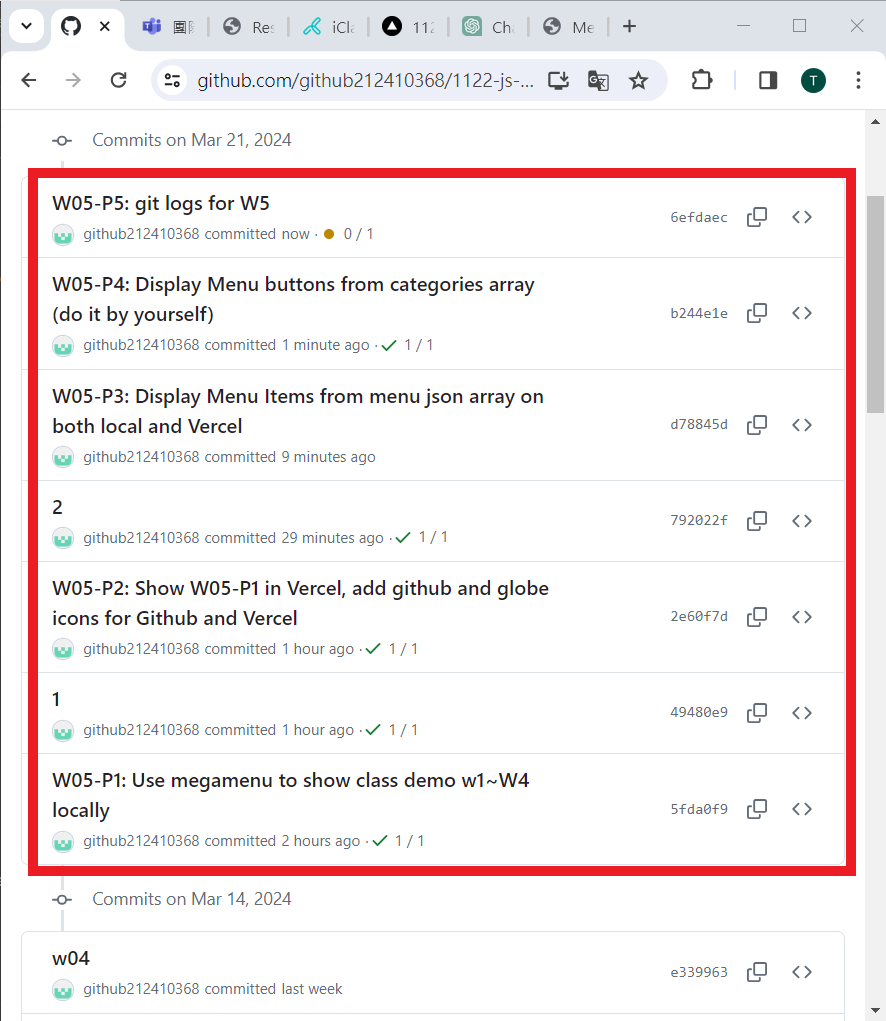 Res
iCla
112
Ch
Me
github.com/github212410368/1122-js-...
T
Commits on Mar 21, 2024
W05-P5: git logs for W5
6efdaec
github212410368 committed now · 0 / 1
W05-P4: Display Menu buttons from categories array
(do it by yourself)
b244e1e
github212410368 committed 1 minute ago · 1 / 1
W05-P3: Display Menu Items from menu json array on
both local and Vercel
d78845d
github212410368 committed 9 minutes ago
2
792022f
github212410368 committed 29 minutes ago · 1 / 1
W05-P2: Show W05-P1 in Vercel, add github and globe
icons for Github and Vercel
2e60f7d
github212410368 committed 1 hour ago · 1 / 1
1
49480e9
github212410368 committed 1 hour ago · 1 / 1
W05-P1: Use megamenu to show class demo w1~W4
locally
5fda0f9
github212410368 committed 2 hours ago · 1 / 1
Commits on Mar 14, 2024
w04
e339963
github212410368 committed last week